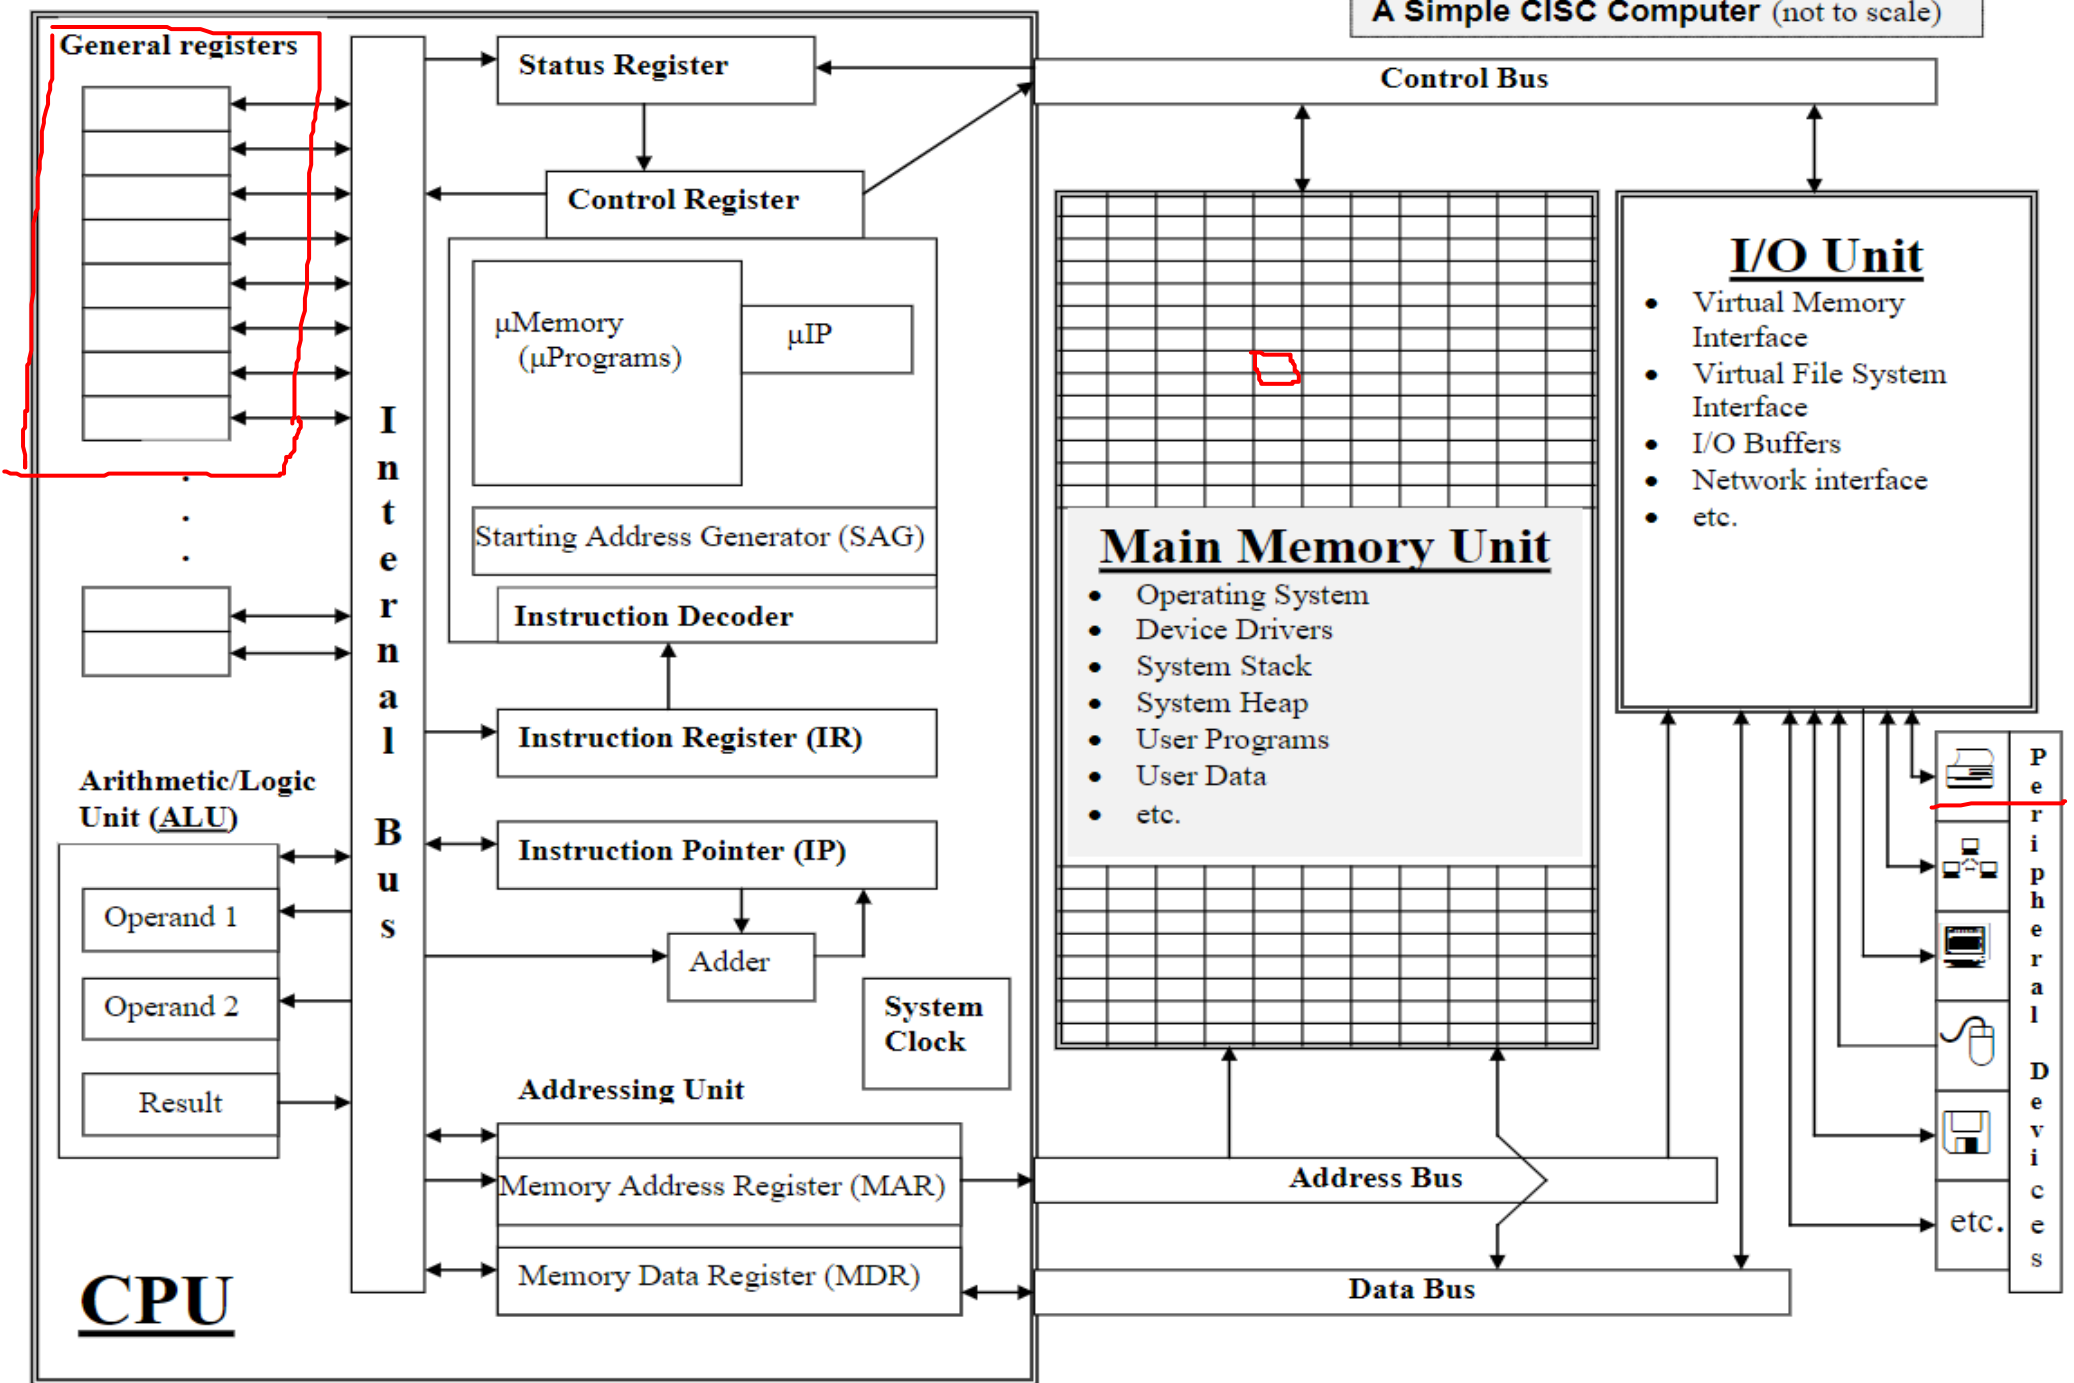 A Simple CISC Computer (not to scale)
General registers
Status Register
Control Bus
Control Register
µMemory
(µPrograms)
µIP
Starting Address Generator (SAG)
Instruction Decoder
Instruction Register (IR)
Instruction Pointer (IP)
Adder
System
Clock
Internal Bus
.
.
.
Arithmetic/Logic
Unit (ALU)
Operand 1
Operand 2
Result
Addressing Unit
Memory Address Register (MAR)
Memory Data Register (MDR)
CPU
Main Memory Unit
• Operating System
• Device Drivers
• System Stack
• System Heap
• User Programs
• User Data
• etc.
I/O Unit
• Virtual Memory
Interface
• Virtual File System
Interface
• I/O Buffers
• Network interface
• etc.
Peripheral Devices
etc.
Address Bus
Data Bus